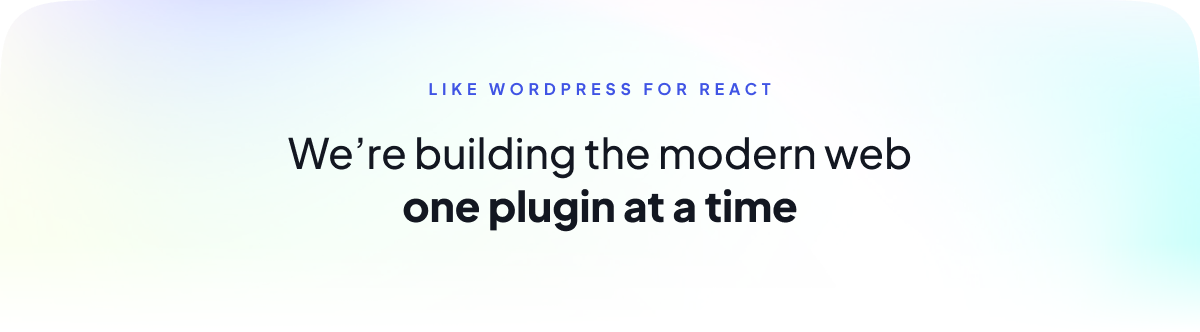 LIKE WORDPRESS FOR REACT
We’re building the modern web
one plugin at a time